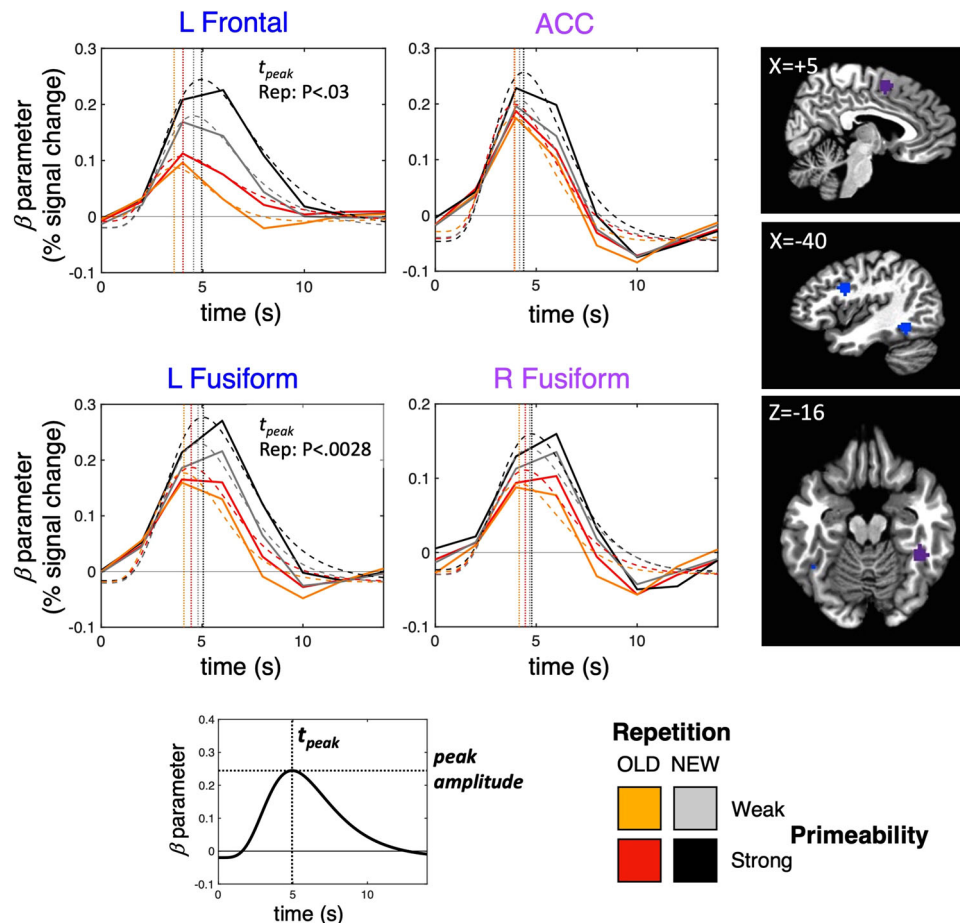 L Frontal
ACC
β parameter
(% signal change)
0.3
0.2
0.1
0
-0.1
0
5
10
time (s)
t_peak
Rep: P<.03
0.3
0.2
0.1
0
-0.1
0
5
10
time (s)
X=+5
X=-40
Z=-16
L Fusiform
R Fusiform
β parameter
(% signal change)
0.3
0.2
0.1
0
-0.1
0
5
10
time (s)
t_peak
Rep: P<.0028
0.2
0.1
0
-0.1
0
5
10
time (s)
β parameter
0.4
0.3
0.2
0.1
0
-0.1
0
5
10
time (s)
t_peak
peak
amplitude
Repetition
OLD NEW
Weak
Primeability
Strong